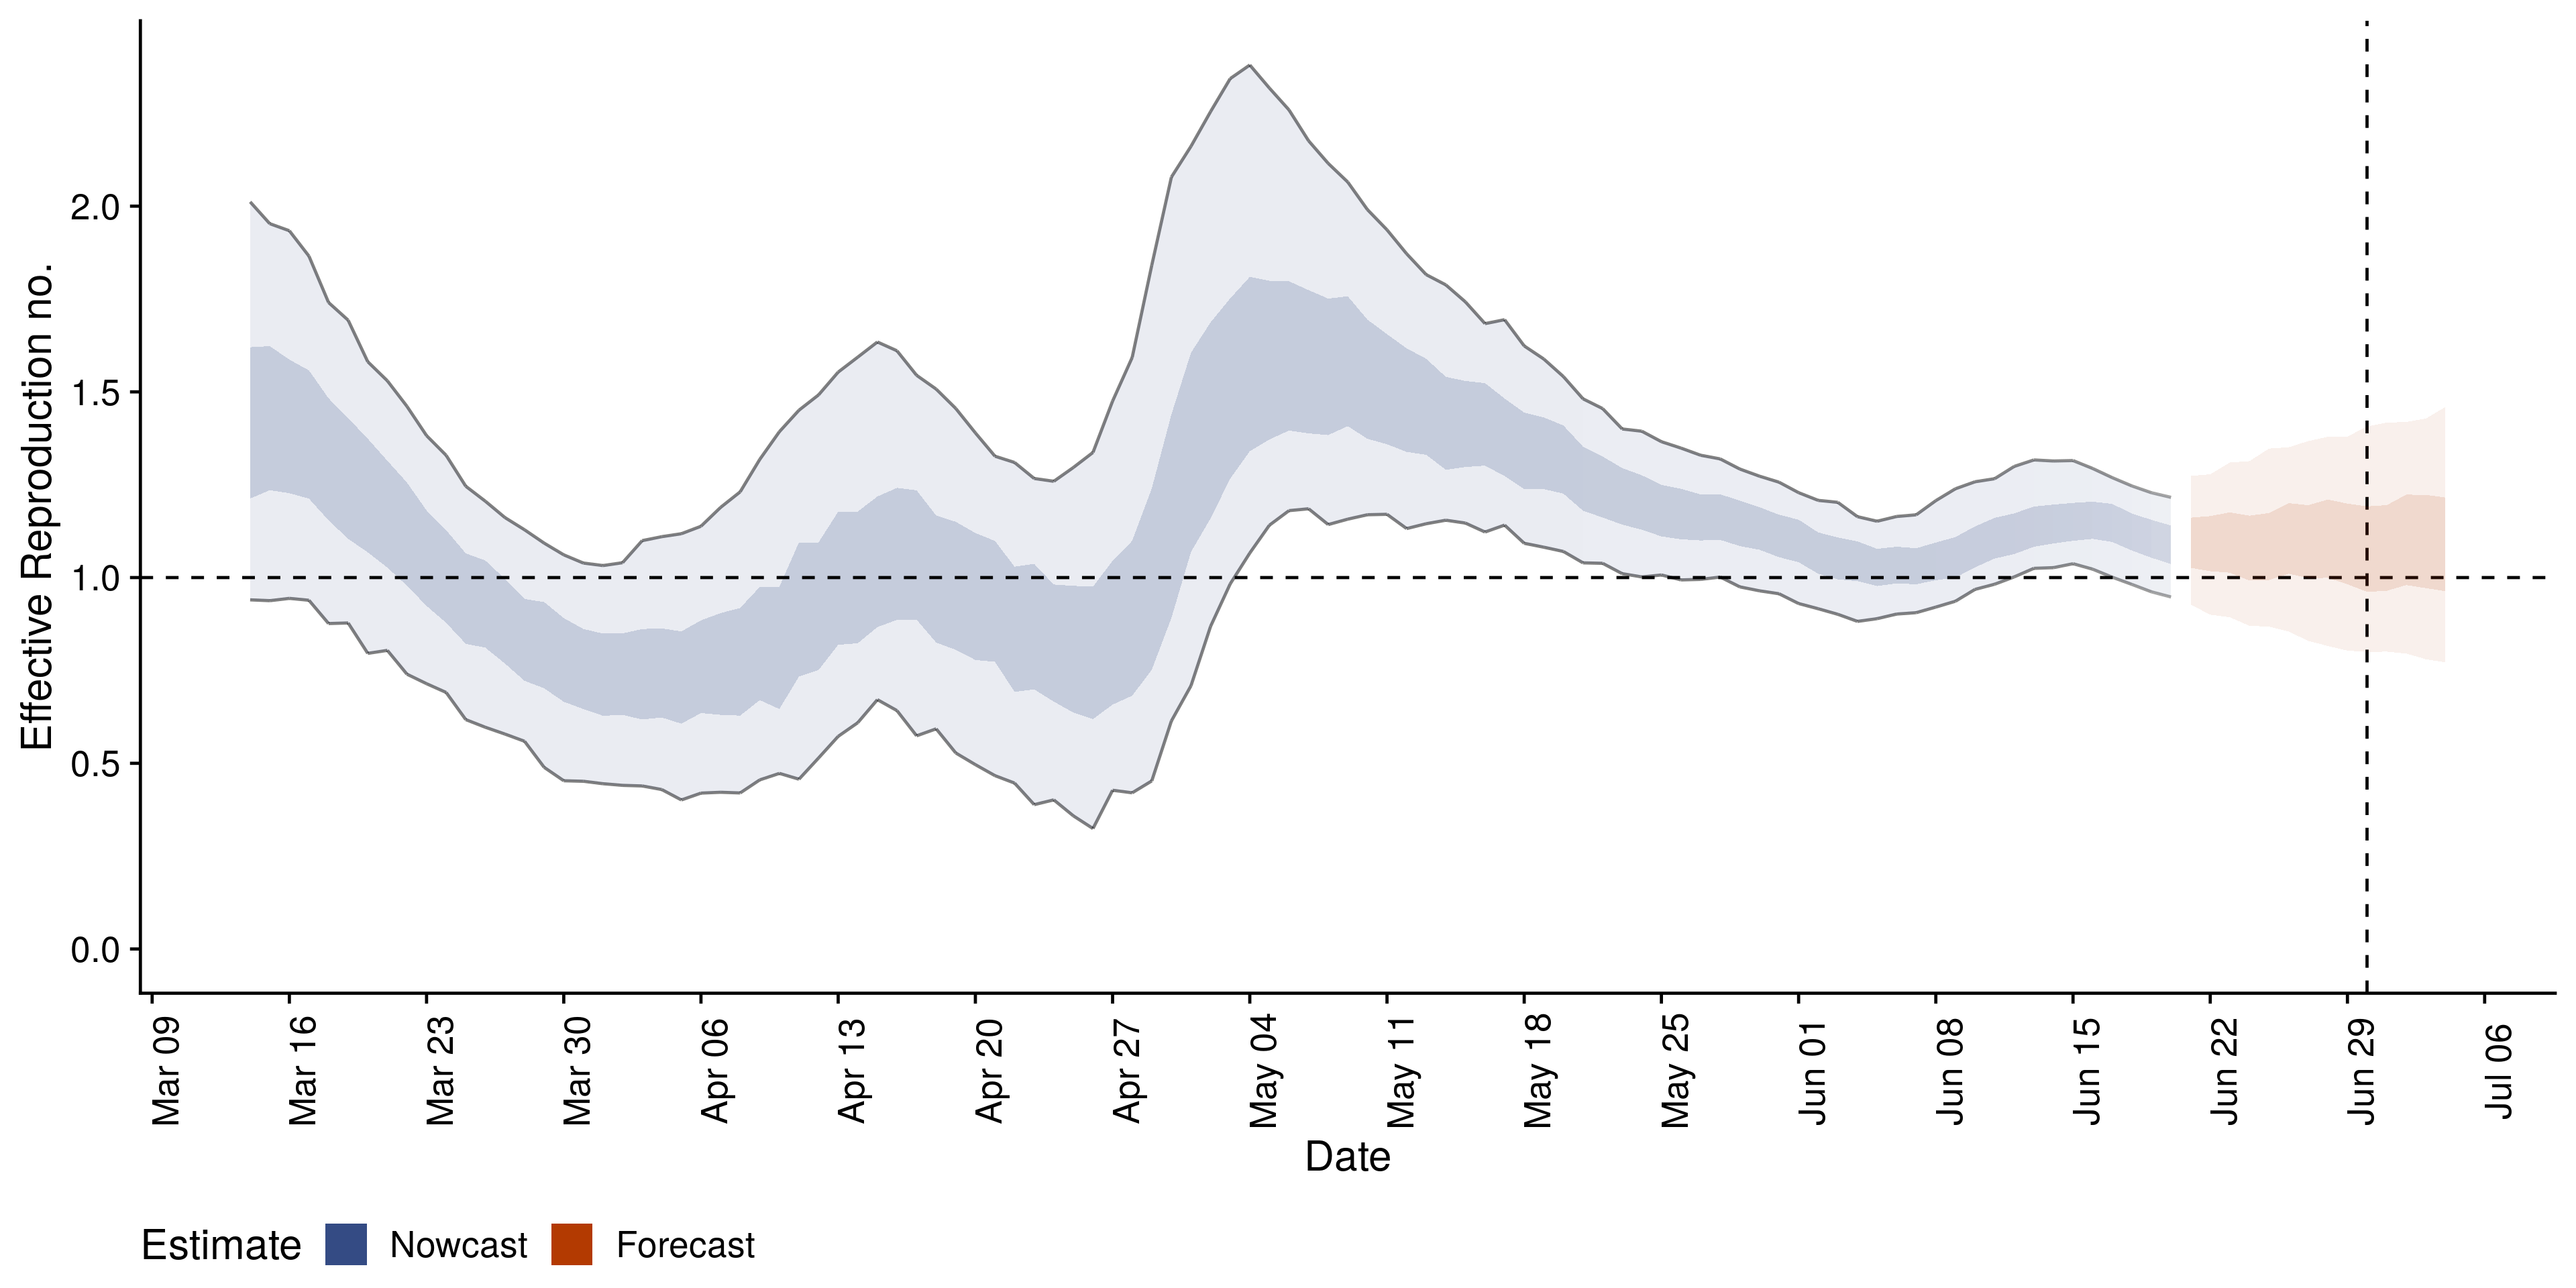 Effective Reproduction no.
2.0
1.5
1.0
0.5
0.0
Mar 09
Mar 16
Mar 23
Mar 30
Apr 06
Apr 13
Apr 20
Apr 27
May 04
May 11
May 18
May 25
Jun 01
Jun 08
Jun 15
Jun 22
Jun 29
Jul 06
Date
Estimate Nowcast Forecast